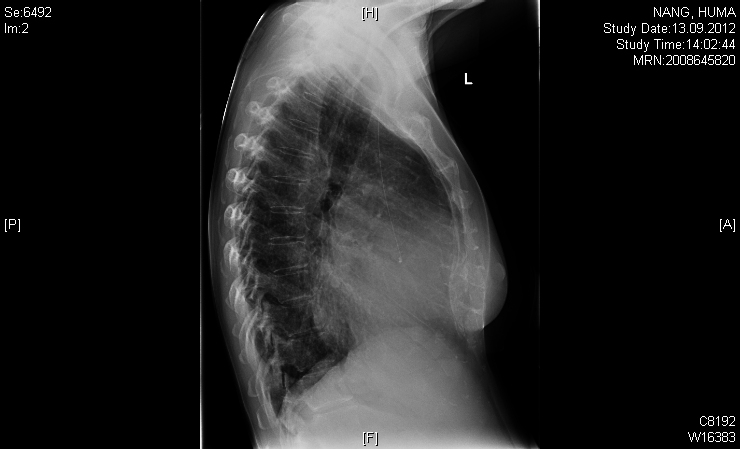 Se:6492
Im:2
[H]
NANG, HUMA
Study Date:13.09.2012
Study Time:14:02:44
MRN:2008645820
L
[P]
[A]
[F]
C8192
W16383